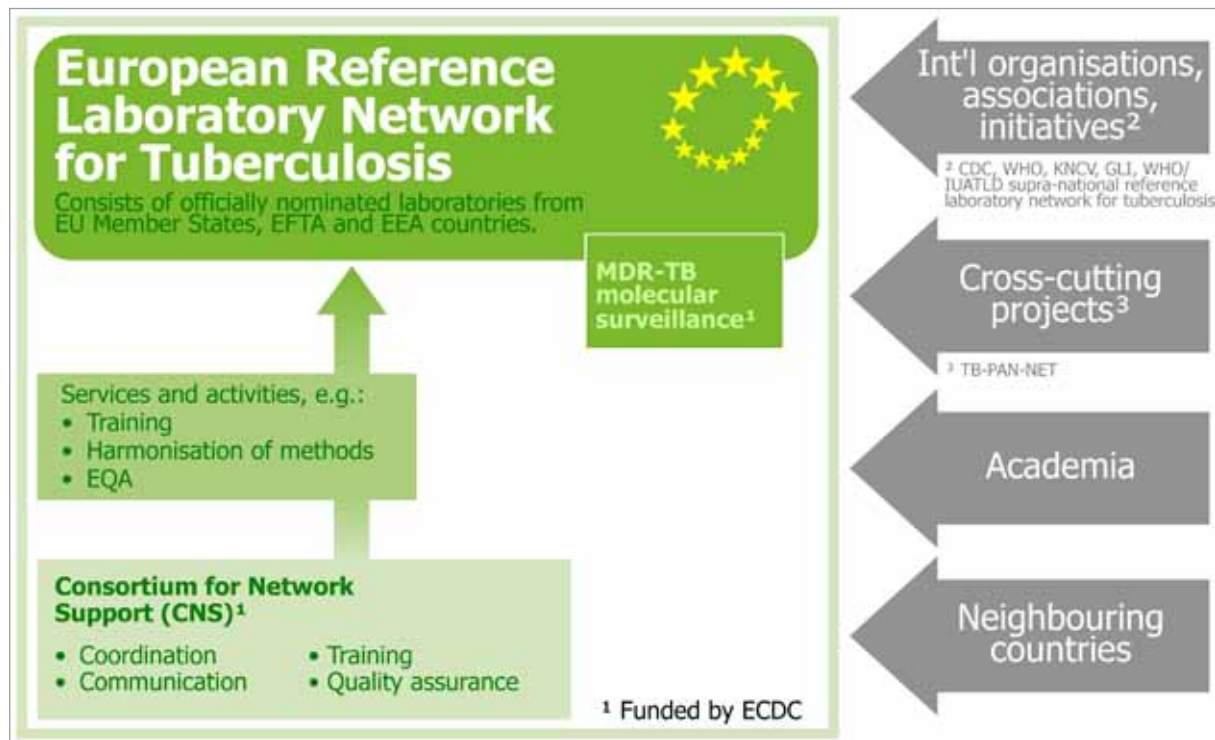 European Reference
Laboratory Network
for Tuberculosis
Consists of officially nominated laboratories from
EU Member States, EFTA and EEA countries.
MDR-TB
molecular
surveillance¹
Services and activities, e.g.:
• Training
• Harmonisation of methods
• EQA
Consortium for Network
Support (CNS)¹
• Coordination
• Communication
• Training
• Quality assurance
¹ Funded by ECDC
Int'l organisations,
associations,
initiatives²
² CDC, WHO, KNCV, GLI, WHO/
IUATLD supra-national reference
laboratory network for tuberculosis
Cross-cutting
projects³
³ TB-PAN-NET
Academia
Neighbouring
countries